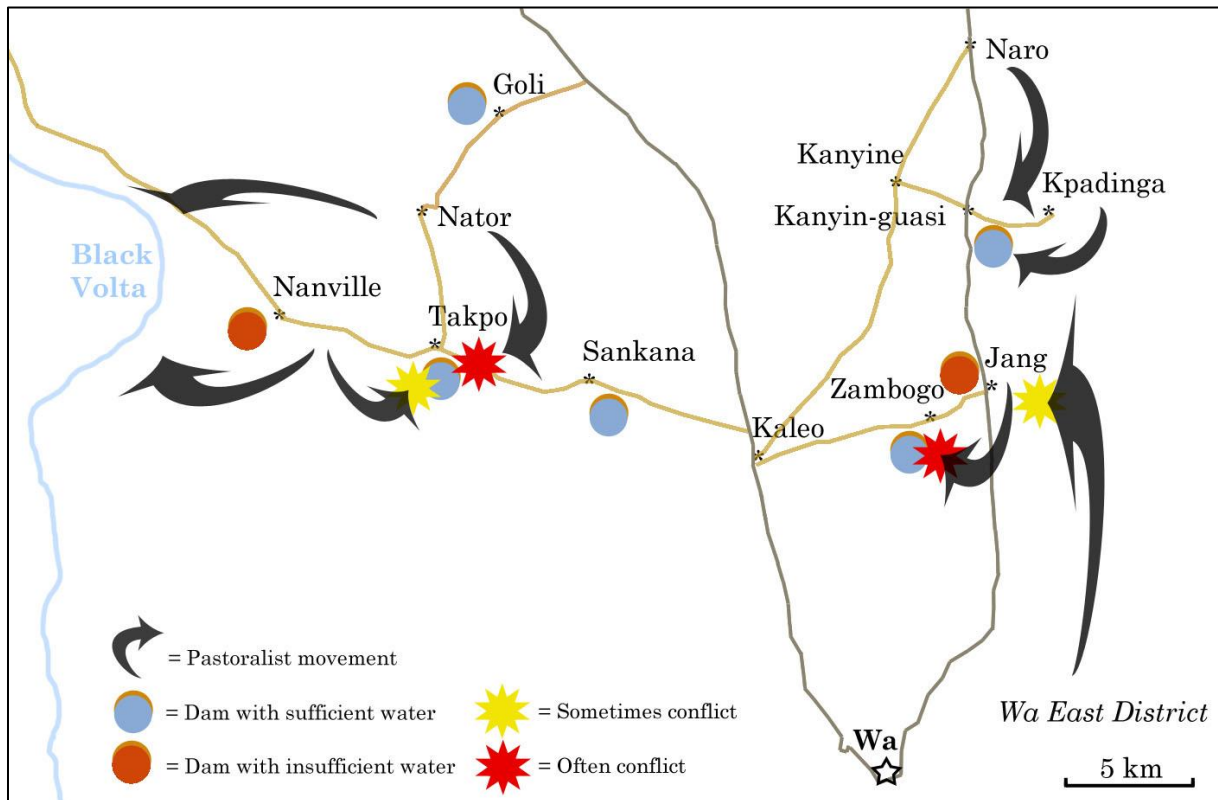 Naro
Goli
Kanyine
Kpadinga
Nator
Kanyin-guasi
Black
Volta
Nanville
Takpo
Sankana
Jang
Zambogo
Kaleo
= Pastoralist movement
= Dam with sufficient water
= Sometimes conflict
Wa East District
= Dam with insufficient water
= Often conflict
Wa
5 km